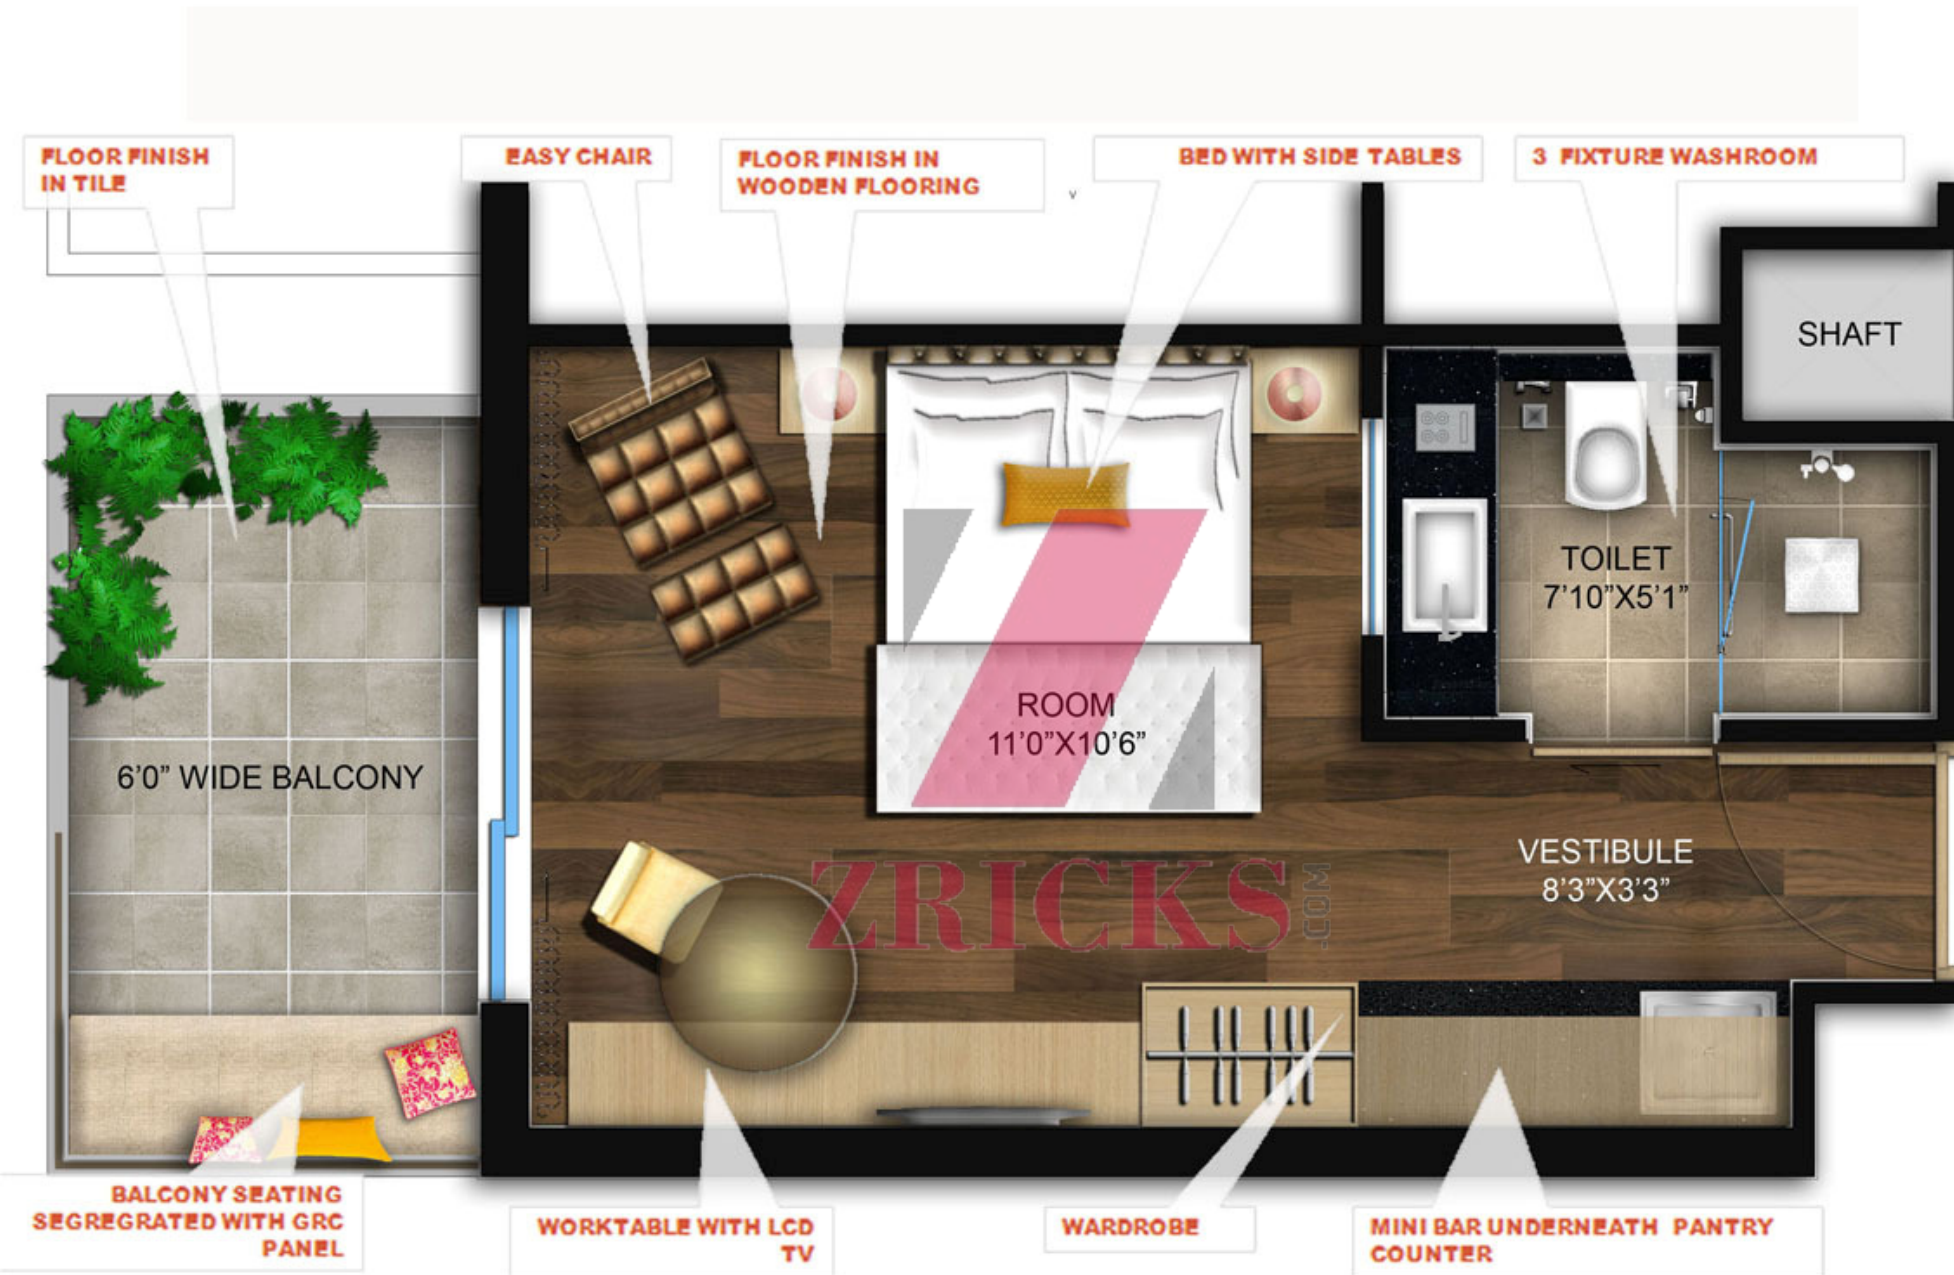 FLOOR FINISH
IN TILE
EASY CHAIR
FLOOR FINISH IN
WOODEN FLOORING
v
BED WITH SIDE TABLES
3 FIXTURE WASHROOM
SHAFT
TOILET
7’10”X5’1”
ROOM
11’0”X10’6”
6’0” WIDE BALCONY
VESTIBULE
8’3”X3’3”
ZRICKS
.COM
BALCONY SEATING
SEGREGRATED WITH GRC
PANEL
WORKTABLE WITH LCD
TV
WARDROBE
MINI BAR UNDERNEATH PANTRY
COUNTER